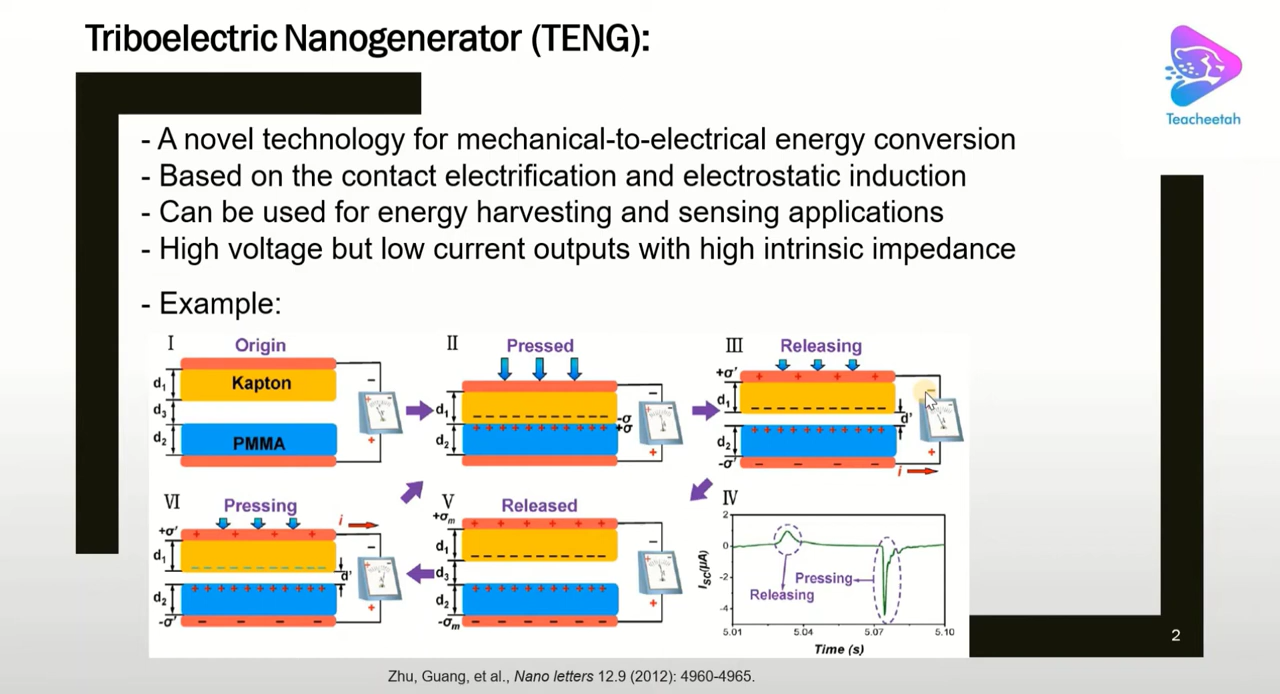 Triboelectric Nanogenerator (TENG):
Teacheetah
- A novel technology for mechanical-to-electrical energy conversion
- Based on the contact electrification and electrostatic induction
- Can be used for energy harvesting and sensing applications
- High voltage but low current outputs with high intrinsic impedance
- Example:
I Origin
d₁ Kapton −
d₃
d₂ PMMA +
II Pressed
d₁ −
-σ
+σ
d₂ +
III Releasing
+σ'
d₁ −
d'
d₂ +
-σ' i
VI Pressing i
+σ'
d₁ −
d'
d₂ +
-σ'
V Released
+σₘ
d₁ −
d₃
d₂ +
-σₘ
IV
2
0
-2
-4
I_SC(μA)
Pressing
Releasing
5.01 5.04 5.07 5.10
Time (s)
2
Zhu, Guang, et al., Nano letters 12.9 (2012): 4960-4965.